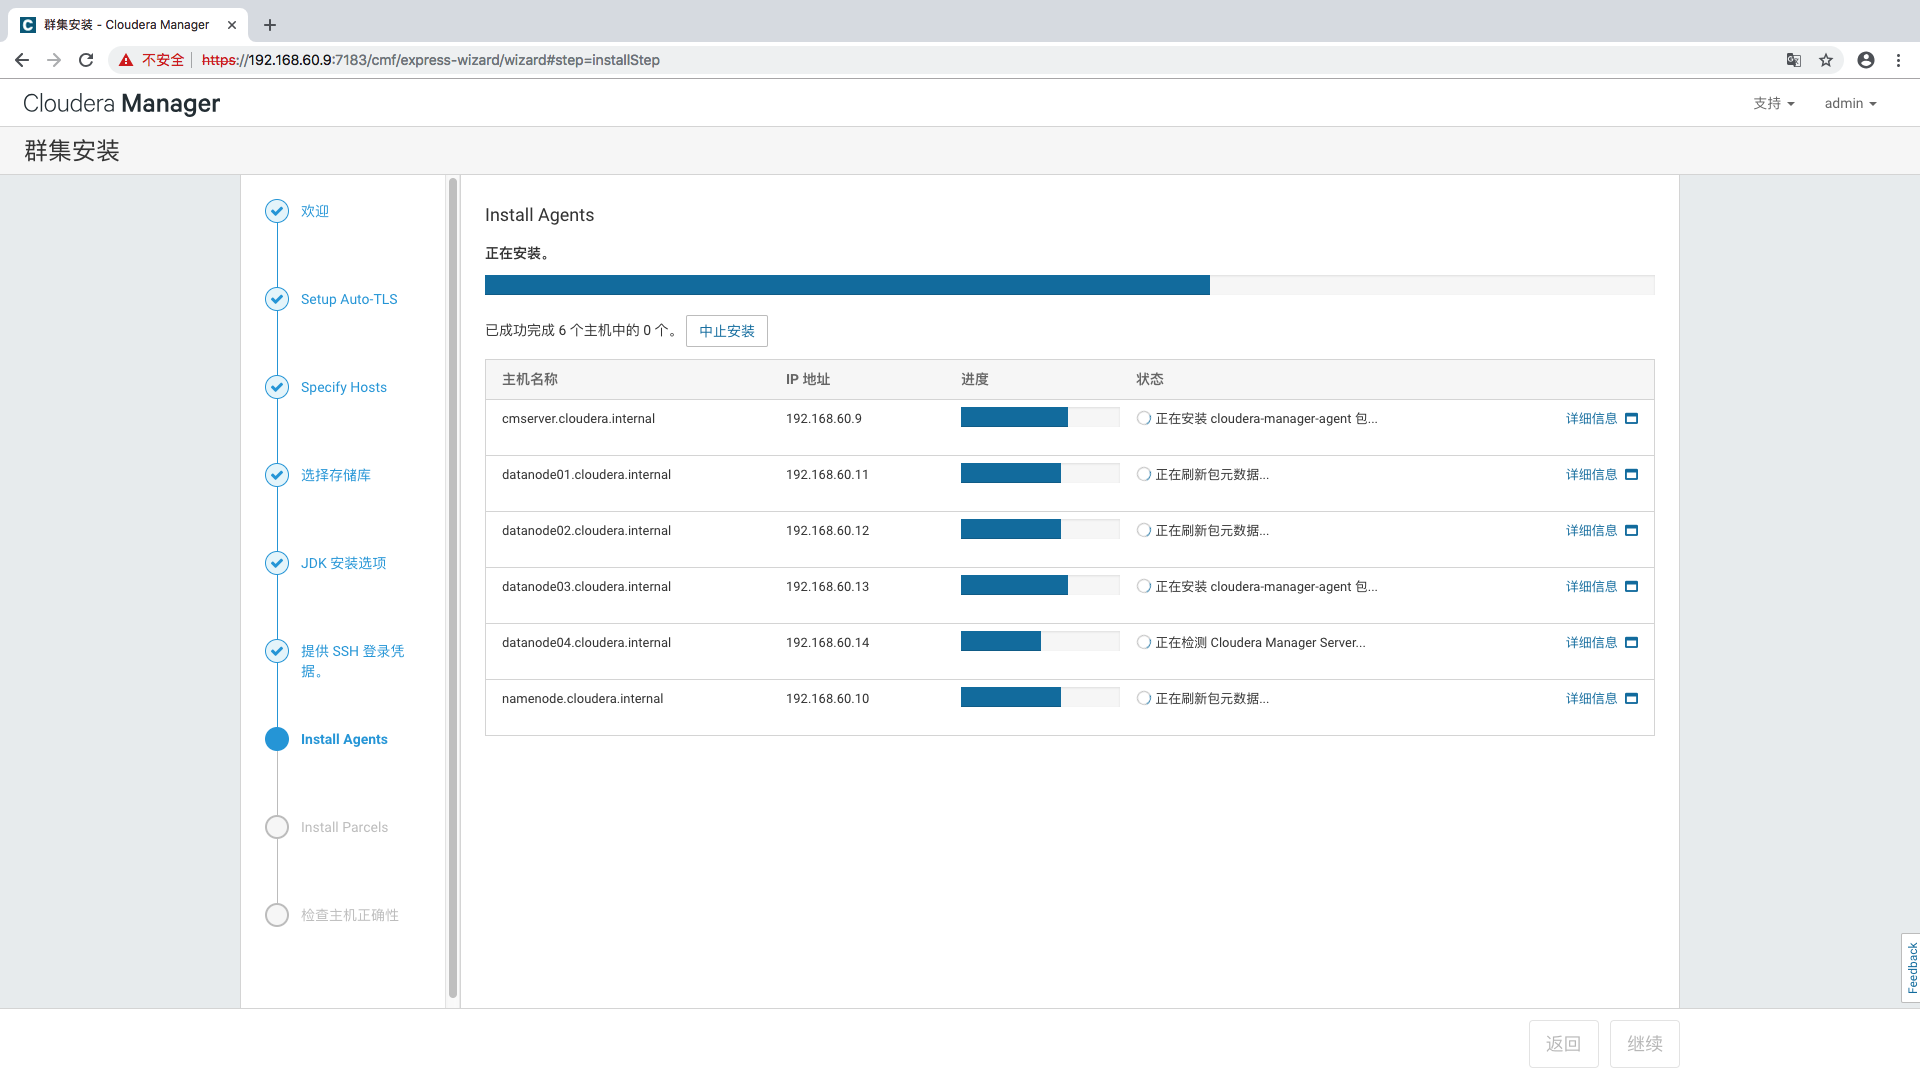 群集安装 - Cloudera Manager
不安全 https://192.168.60.9:7183/cmf/express-wizard/wizard#step=installStep
Cloudera Manager
支持 admin
群集安装
欢迎
Setup Auto-TLS
Specify Hosts
选择存储库
JDK 安装选项
提供 SSH 登录凭
据。
Install Agents
Install Parcels
检查主机正确性
Install Agents
正在安装。
已成功完成 6 个主机中的 0 个。 中止安装
主机名称 IP 地址 进度 状态
cmserver.cloudera.internal 192.168.60.9 正在安装 cloudera-manager-agent 包... 详细信息
datanode01.cloudera.internal 192.168.60.11 正在刷新包元数据... 详细信息
datanode02.cloudera.internal 192.168.60.12 正在刷新包元数据... 详细信息
datanode03.cloudera.internal 192.168.60.13 正在安装 cloudera-manager-agent 包... 详细信息
datanode04.cloudera.internal 192.168.60.14 正在检测 Cloudera Manager Server... 详细信息
namenode.cloudera.internal 192.168.60.10 正在刷新包元数据... 详细信息
Feedback
返回 继续